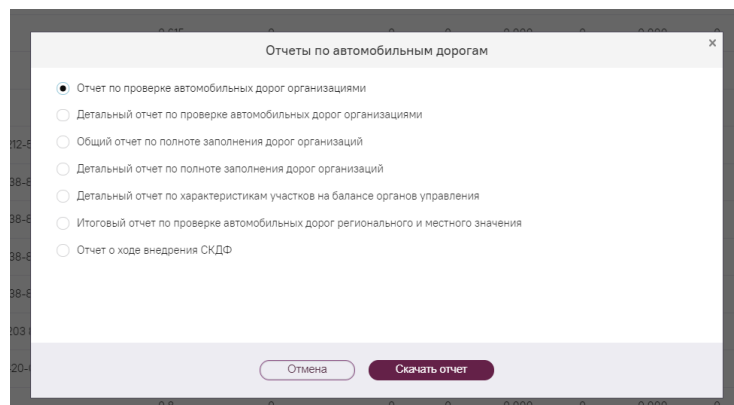 Отчеты по автомобильным дорогам
×
Отчет по проверке автомобильных дорог организациями
Детальный отчет по проверке автомобильных дорог организациями
Общий отчет по полноте заполнения дорог организаций
Детальный отчет по полноте заполнения дорог организаций
Детальный отчет по характеристикам участков на балансе органов управления
Итоговый отчет по проверке автомобильных дорог регионального и местного значения
Отчет о ходе внедрения СКДФ
Отмена
Скачать отчет